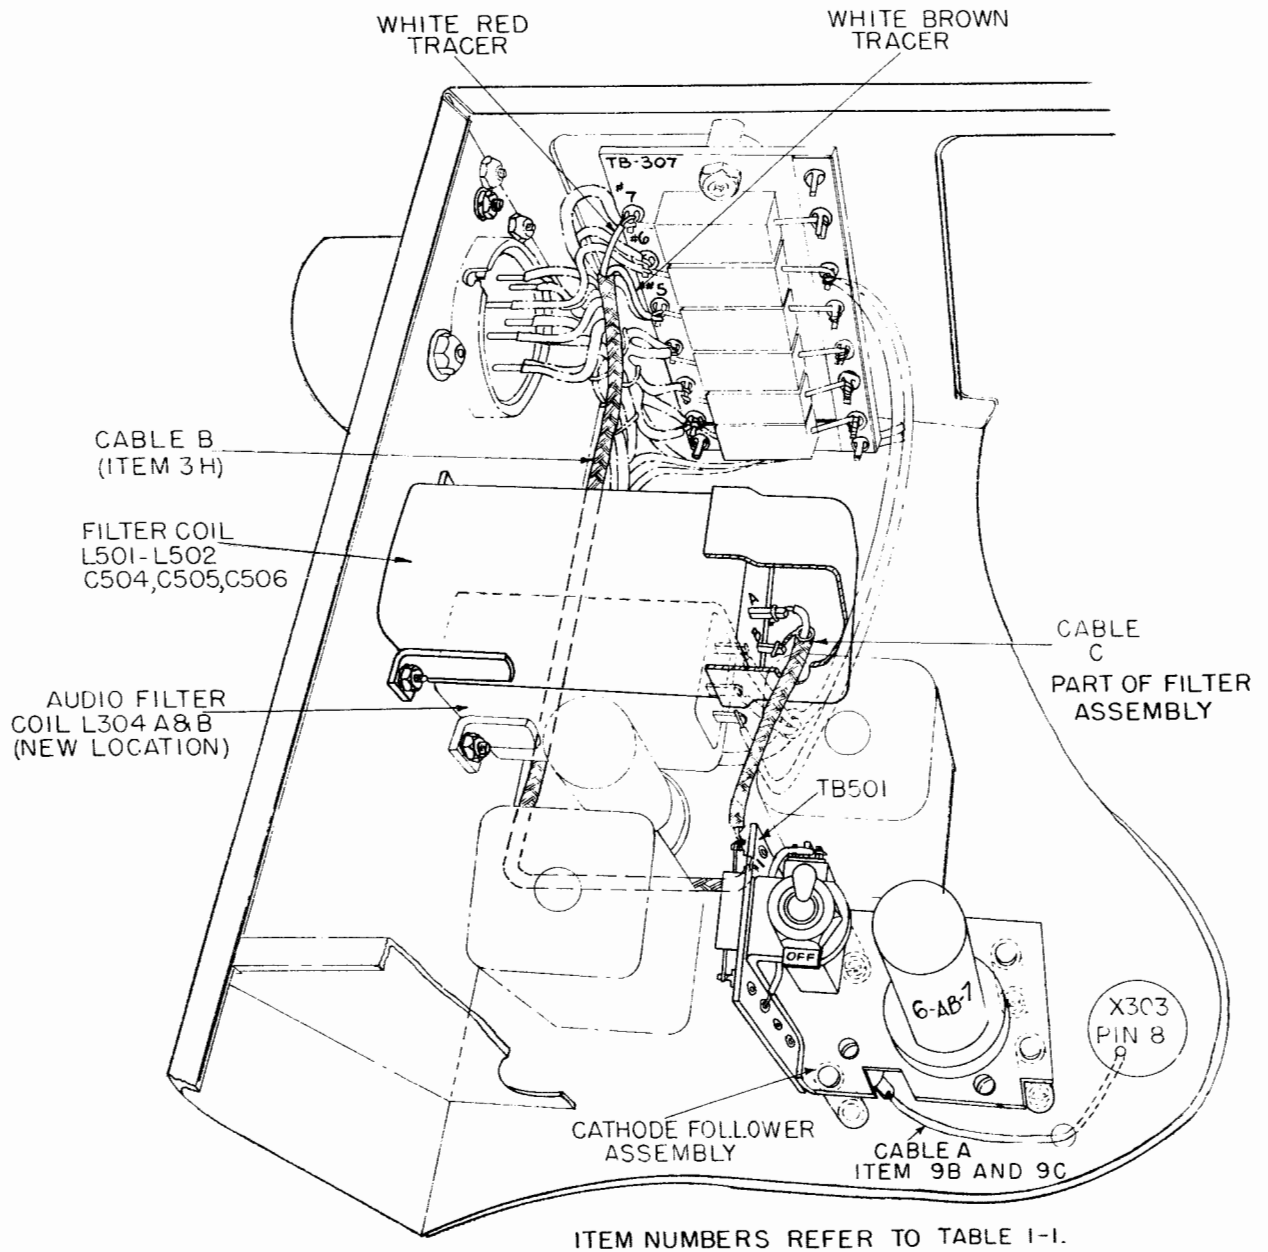 WHITE RED
TRACER
WHITE BROWN
TRACER
TB-307
#7
#6
##5
CABLE B
(ITEM 3H)
FILTER COIL
L501-L502
C504,C505,C506
A
CABLE
C
PART OF FILTER
ASSEMBLY
AUDIO FILTER
COIL L304 A&B
(NEW LOCATION)
TB501
#1
OFF
6-AB-7
X303
PIN 8
CATHODE FOLLOWER
ASSEMBLY
CABLE A
ITEM 9B AND 9C
ITEM NUMBERS REFER TO TABLE 1-1.